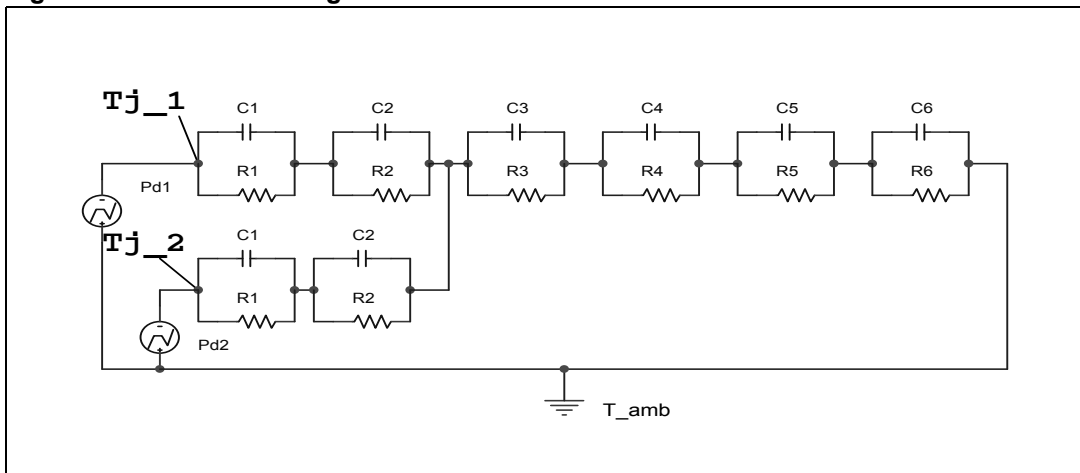 Tj_1
C1 C2 C3 C4 C5 C6
R1 R2 R3 R4 R5 R6
Pd1
Tj_2
C1 C2
R1 R2
Pd2
T_amb